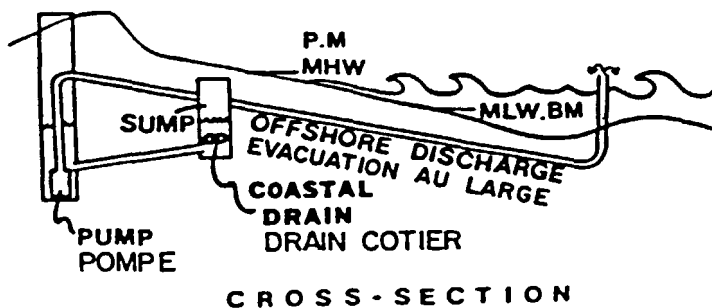 P.M
MHW
MLW.BM
SUMP
OFFSHORE DISCHARGE
EVACUATION AU LARGE
COASTAL
DRAIN
DRAIN COTIER
PUMP
POMPE
CROSS-SECTION